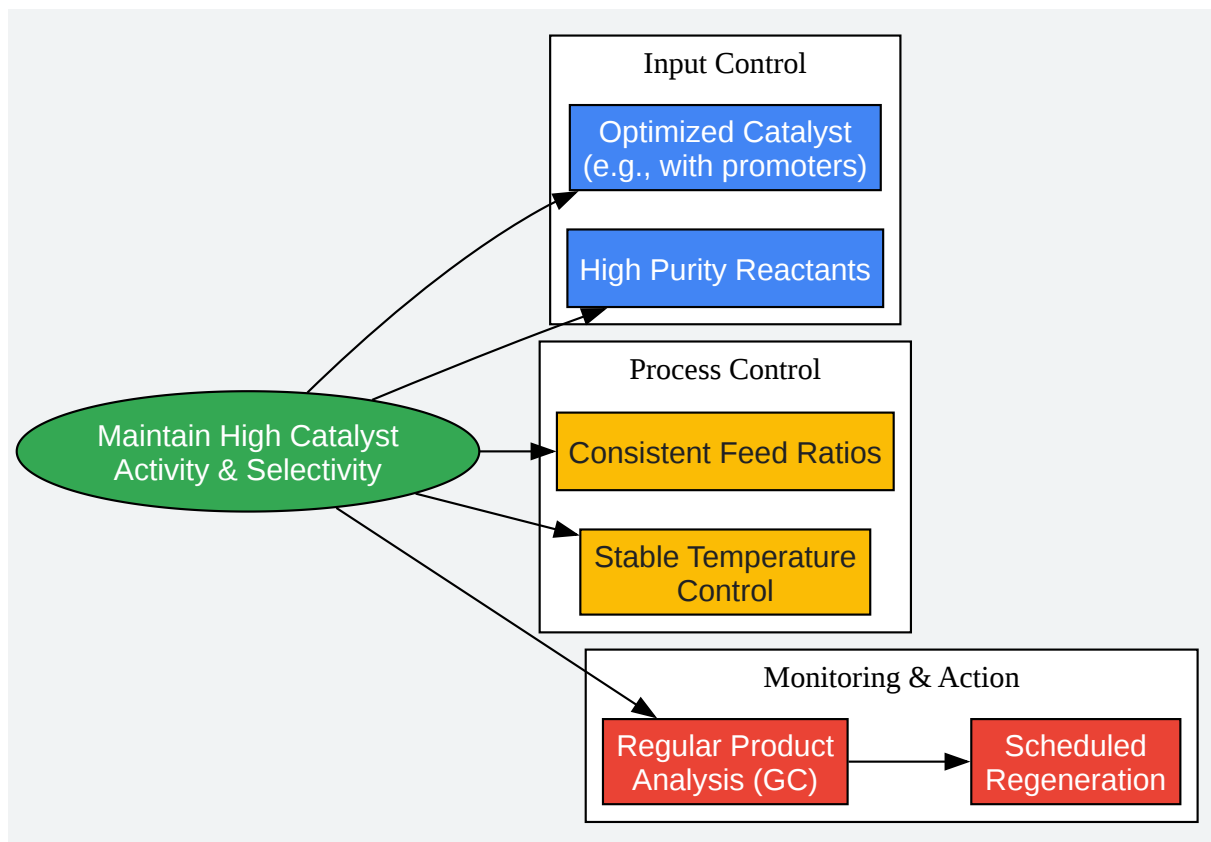 Input Control
Optimized Catalyst
(e.g., with promoters)
High Purity Reactants
Process Control
Consistent Feed Ratios
Stable Temperature
Control
Maintain High Catalyst
Activity & Selectivity
Monitoring & Action
Regular Product
Analysis (GC)
Scheduled
Regeneration